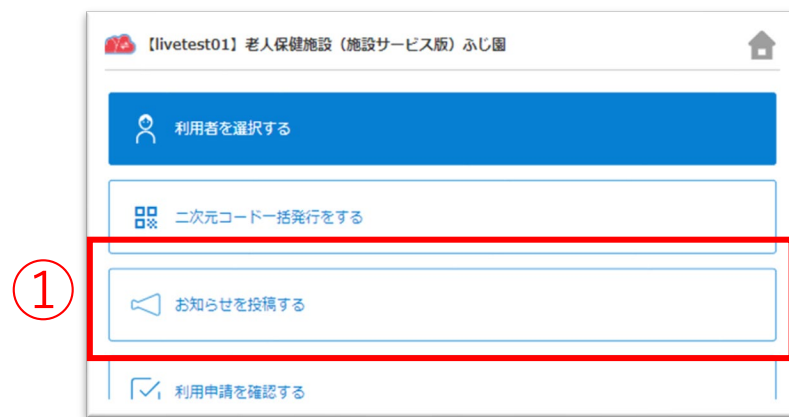 【livetest01】老人保健施設（施設サービス版）ふじ園
利用者を選択する
二次元コード一括発行をする
①
お知らせを投稿する
利用申請を確認する